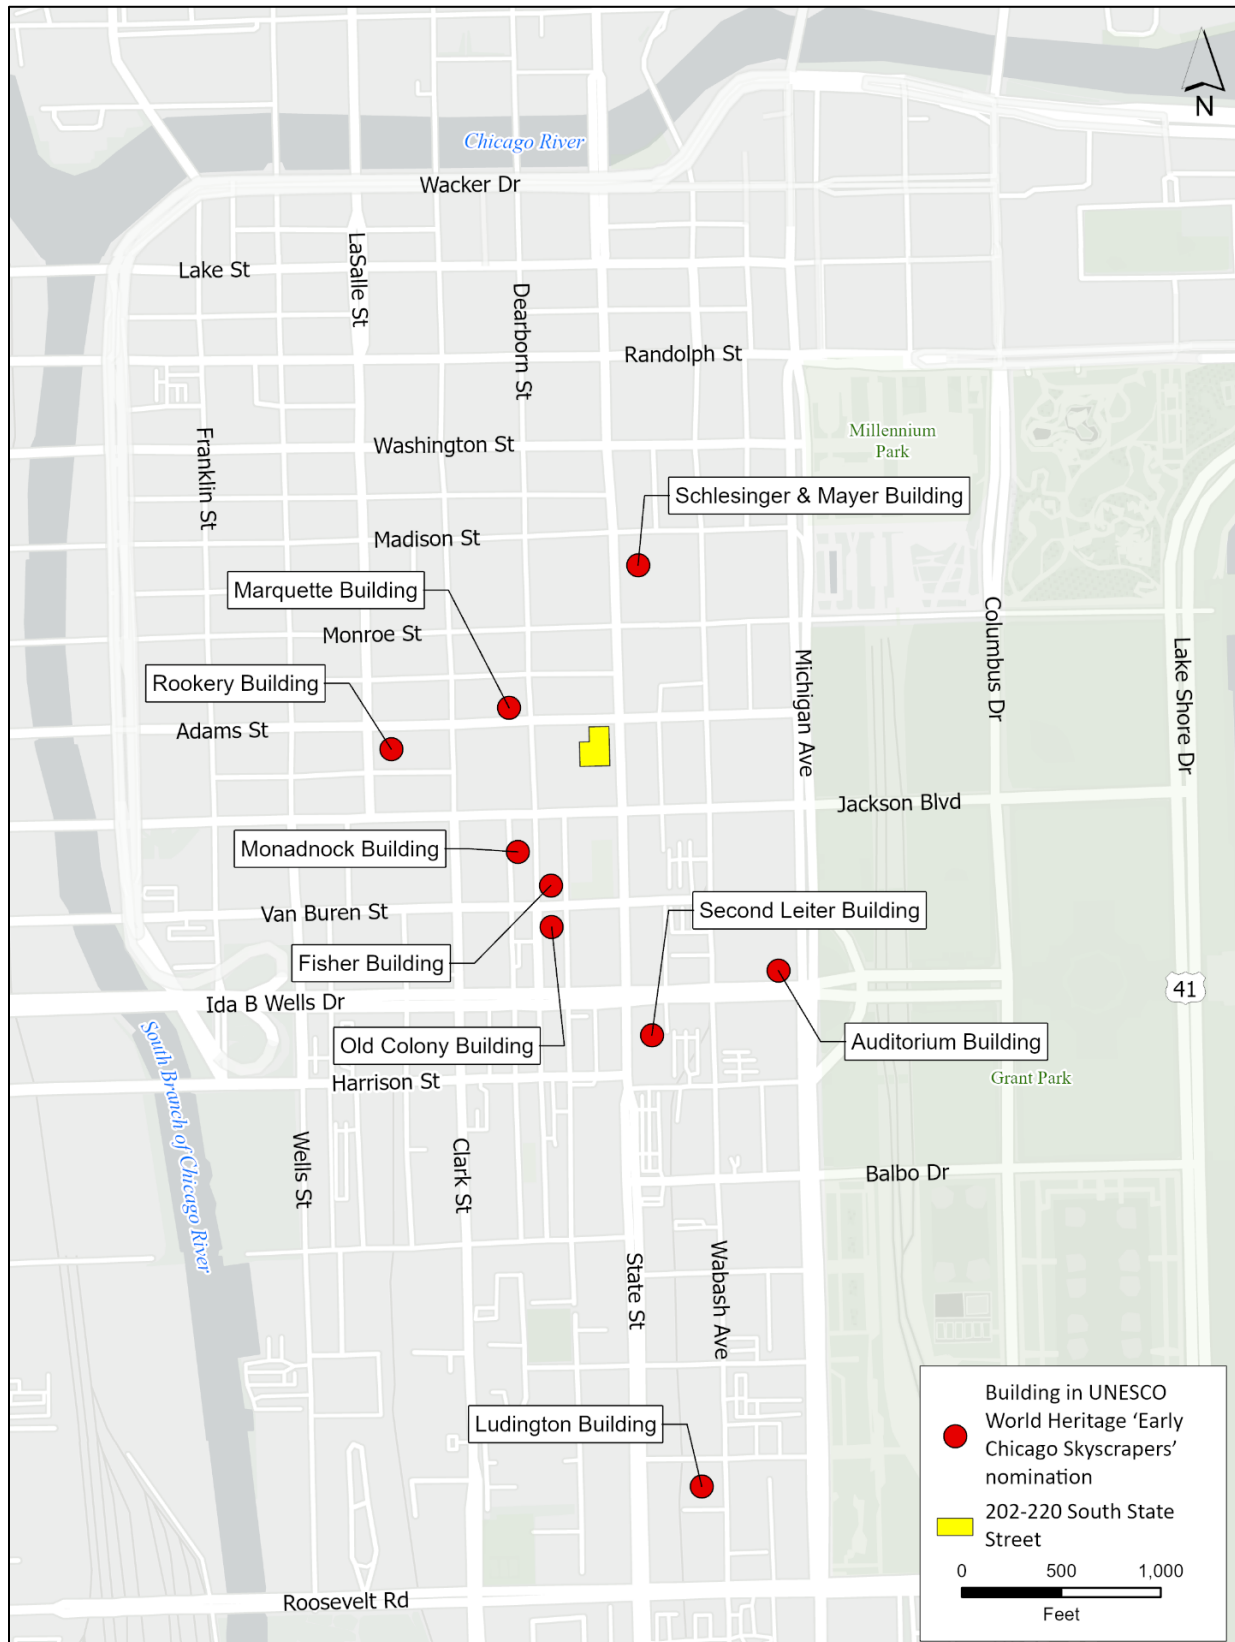 N
Chicago River
Wacker Dr
LaSalle St
Lake St
Dearborn St
Randolph St
Millennium
Park
Franklin St
Washington St
Schlesinger & Mayer Building
Madison St
Marquette Building
Monroe St
Columbus Dr
Lake Shore Dr
Michigan Ave
Rookery Building
Adams St
Jackson Blvd
Monadnock Building
Van Buren St
Second Leiter Building
Fisher Building
41
Ida B Wells Dr
Old Colony Building
Auditorium Building
Harrison St
Grant Park
South Branch of Chicago River
Wells St
Clark St
Balbo Dr
State St
Wabash Ave
Ludington Building
Roosevelt Rd
Building in UNESCO
World Heritage ‘Early
Chicago Skyscrapers’
nomination
202-220 South State
Street
0 500 1,000
Feet